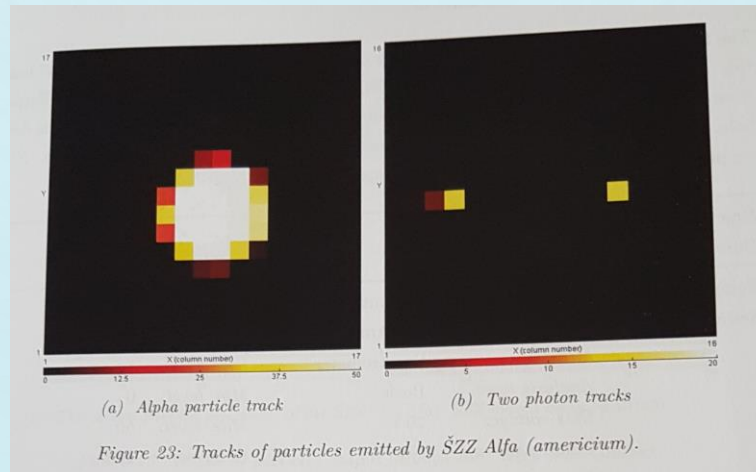 17
Y
1
1
X (column number)
17
0
12.5
25
37.5
50
(a) Alpha particle track
16
Y
1
1
X (column number)
16
0
5
10
15
20
(b) Two photon tracks
Figure 23: Tracks of particles emitted by ŠZZ Alfa (americium).